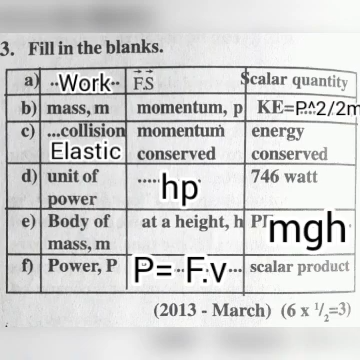 3. Fill in the blanks.
a) ..Work.. F.S Scalar quantity
b) mass, m momentum, p KE=P^2/2m
c) ...collision momentum energy
Elastic conserved conserved
d) unit of ..... hp 746 watt
power
e) Body of at a height, h PE mgh
mass, m
f) Power, P P= F.v... scalar product
(2013 - March) (6 x 1/2=3)